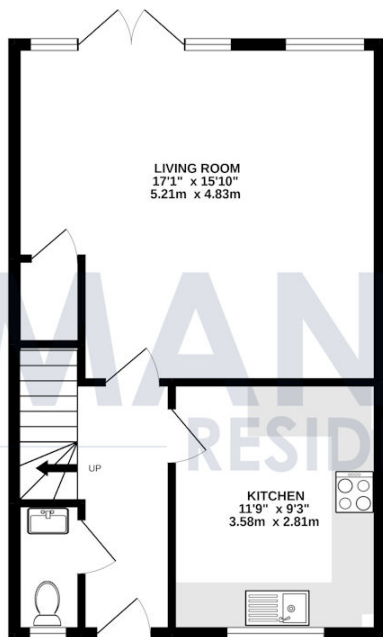 LIVING ROOM
17'1" x 15'10"
5.21m x 4.83m
MAN
RESID
UP
KITCHEN
11'9" x 9'3"
3.58m x 2.81m